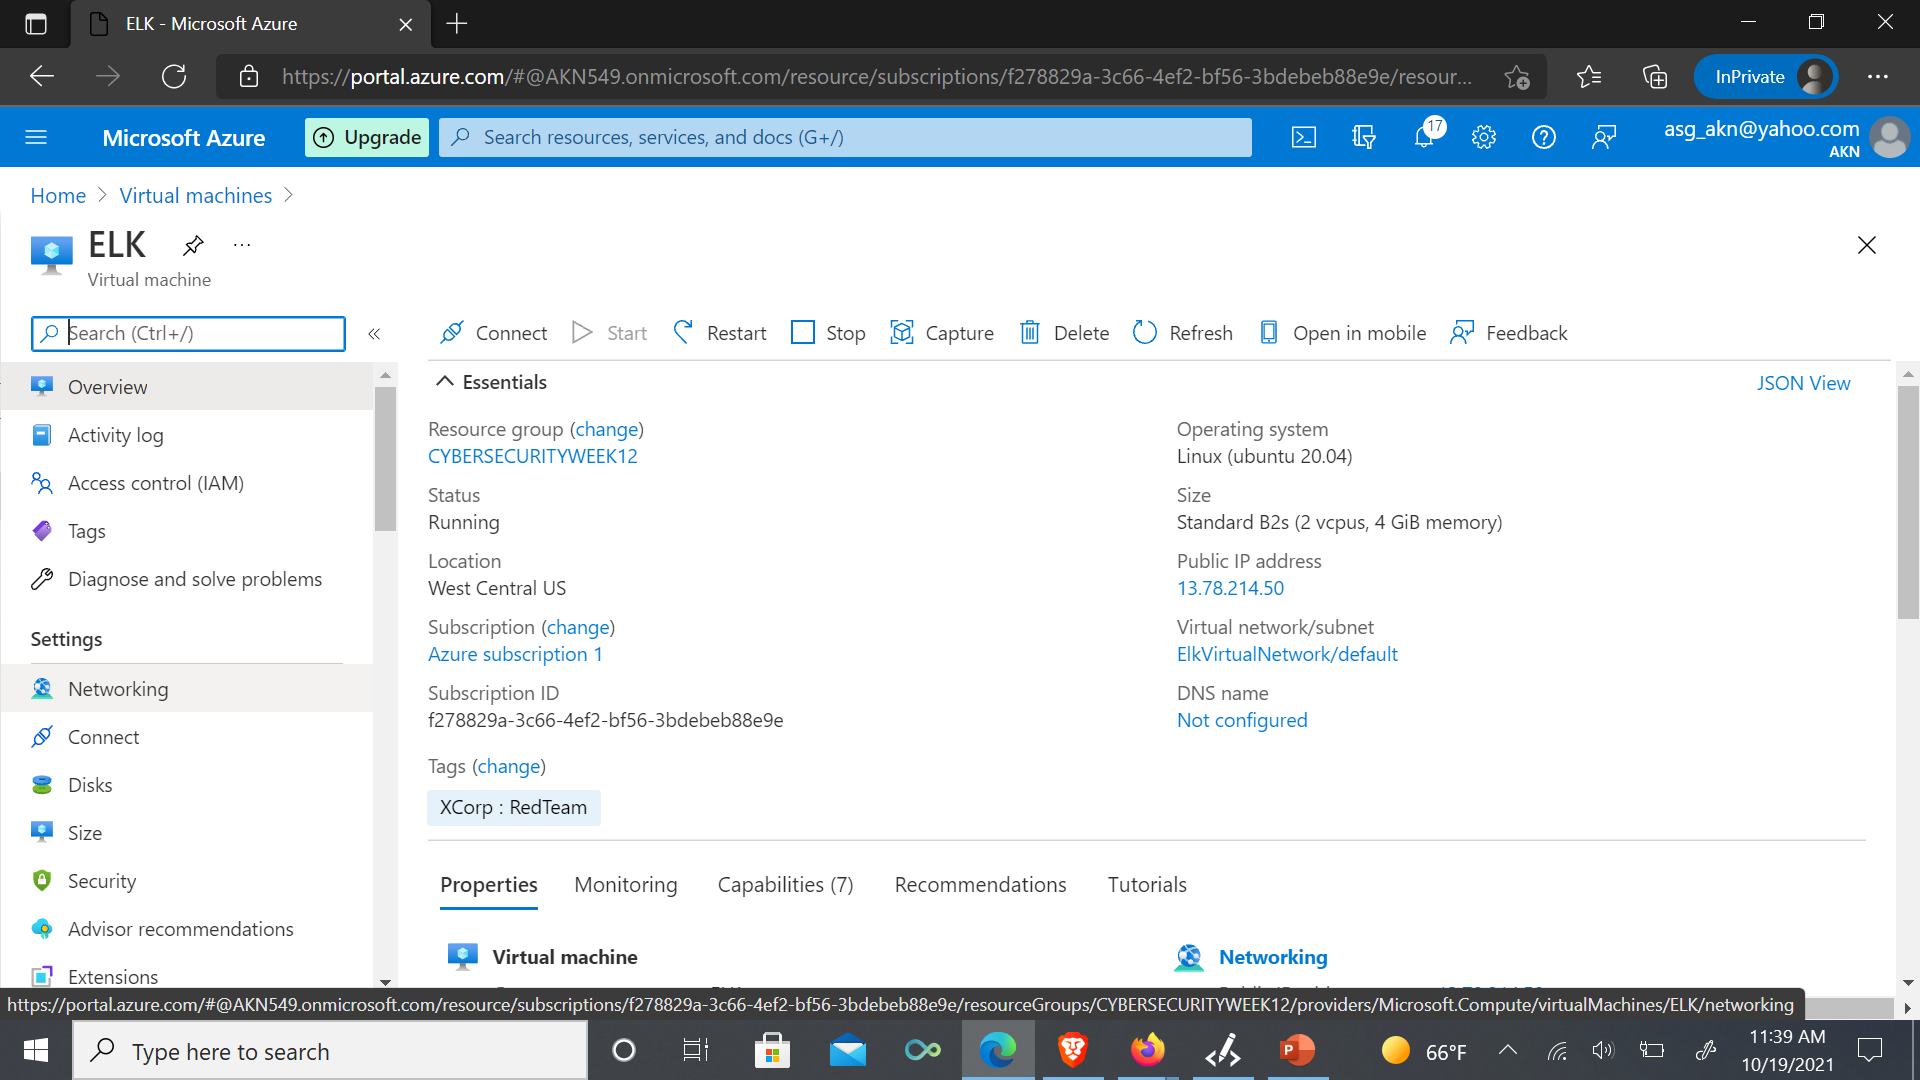 ELK - Microsoft Azure
https://portal.azure.com/#@AKN549.onmicrosoft.com/resource/subscriptions/f278829a-3c66-4ef2-bf56-3bdebeb88e9e/resour...
InPrivate
Microsoft Azure
Upgrade
Search resources, services, and docs (G+/)
17
asg_akn@yahoo.com
AKN
Home > Virtual machines >
ELK
Virtual machine
Search (Ctrl+/)
Connect
Start
Restart
Stop
Capture
Delete
Refresh
Open in mobile
Feedback
Overview
Activity log
Access control (IAM)
Tags
Diagnose and solve problems
Settings
Networking
Connect
Disks
Size
Security
Advisor recommendations
Extensions
Essentials
JSON View
Resource group (change)
CYBERSECURITYWEEK12
Status
Running
Location
West Central US
Subscription (change)
Azure subscription 1
Subscription ID
f278829a-3c66-4ef2-bf56-3bdebeb88e9e
Operating system
Linux (ubuntu 20.04)
Size
Standard B2s (2 vcpus, 4 GiB memory)
Public IP address
13.78.214.50
Virtual network/subnet
ElkVirtualNetwork/default
DNS name
Not configured
Tags (change)
XCorp : RedTeam
Properties
Monitoring
Capabilities (7)
Recommendations
Tutorials
Virtual machine
Networking
https://portal.azure.com/#@AKN549.onmicrosoft.com/resource/subscriptions/f278829a-3c66-4ef2-bf56-3bdebeb88e9e/resourceGroups/CYBERSECURITYWEEK12/providers/Microsoft.Compute/virtualMachines/ELK/networking
Type here to search
66°F
11:39 AM
10/19/2021